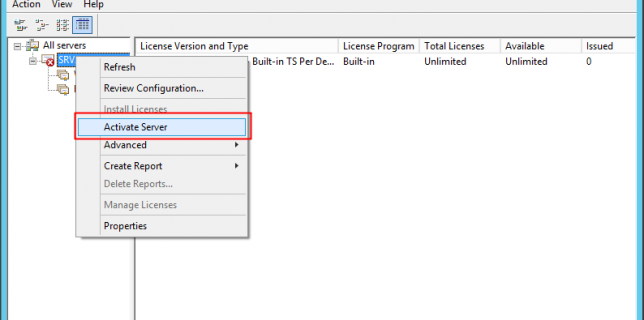 Action View Help
All servers
License Version and Type License Program Total Licenses Available Issued
SRV
Built-in TS Per De... Built-in Unlimited Unlimited 0
Refresh
Review Configuration...
Install Licenses
Activate Server
Advanced
Create Report
Delete Reports...
Manage Licenses
Properties